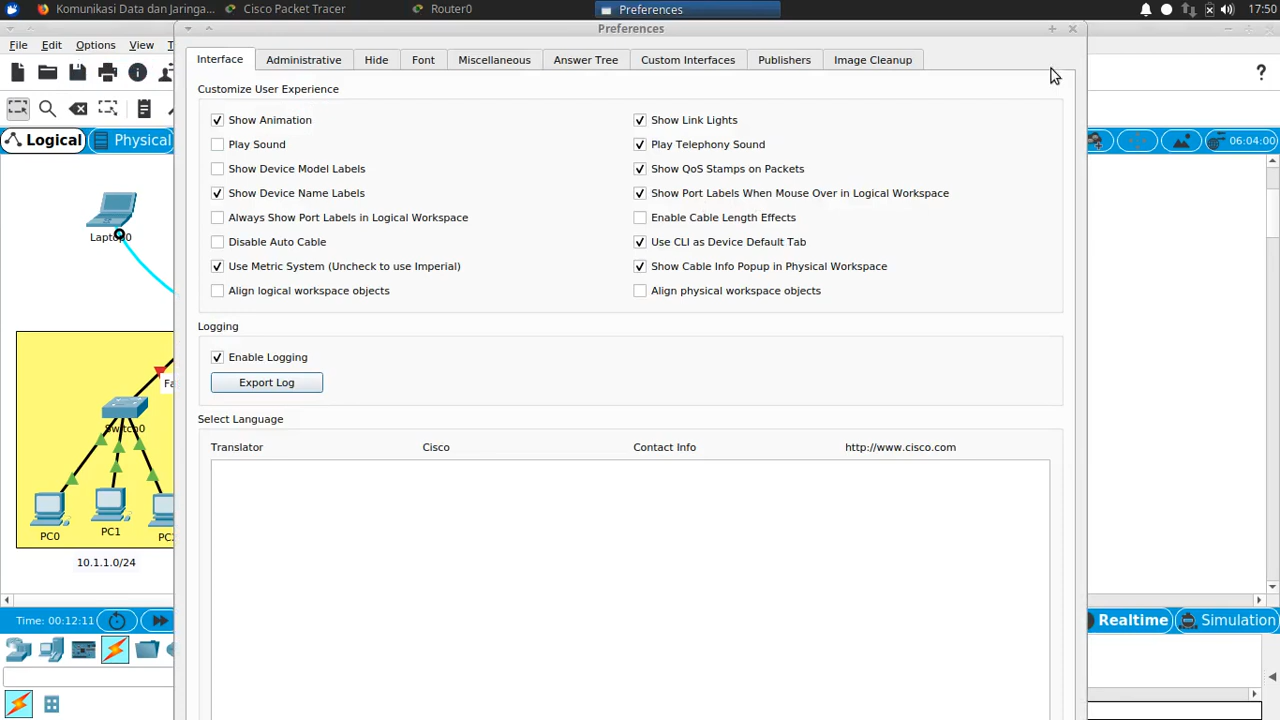 Komunikasi Data dan Jaringa...
Cisco Packet Tracer
Router0
Preferences
17:50
Preferences
File Edit Options View T
Interface Administrative Hide Font Miscellaneous Answer Tree Custom Interfaces Publishers Image Cleanup
Customize User Experience
Show Animation
Show Link Lights
Play Sound
Play Telephony Sound
Show Device Model Labels
Show QoS Stamps on Packets
Show Device Name Labels
Show Port Labels When Mouse Over in Logical Workspace
Always Show Port Labels in Logical Workspace
Enable Cable Length Effects
Disable Auto Cable
Use CLI as Device Default Tab
Use Metric System (Uncheck to use Imperial)
Show Cable Info Popup in Physical Workspace
Align logical workspace objects
Align physical workspace objects
Logging
Enable Logging
Export Log
Select Language
Translator
Cisco
Contact Info
http://www.cisco.com
Logical
Physical
06:04:00
Laptop0
Fa
Switch0
PC0
PC1
PC
10.1.1.0/24
Time: 00:12:11
Realtime
Simulation